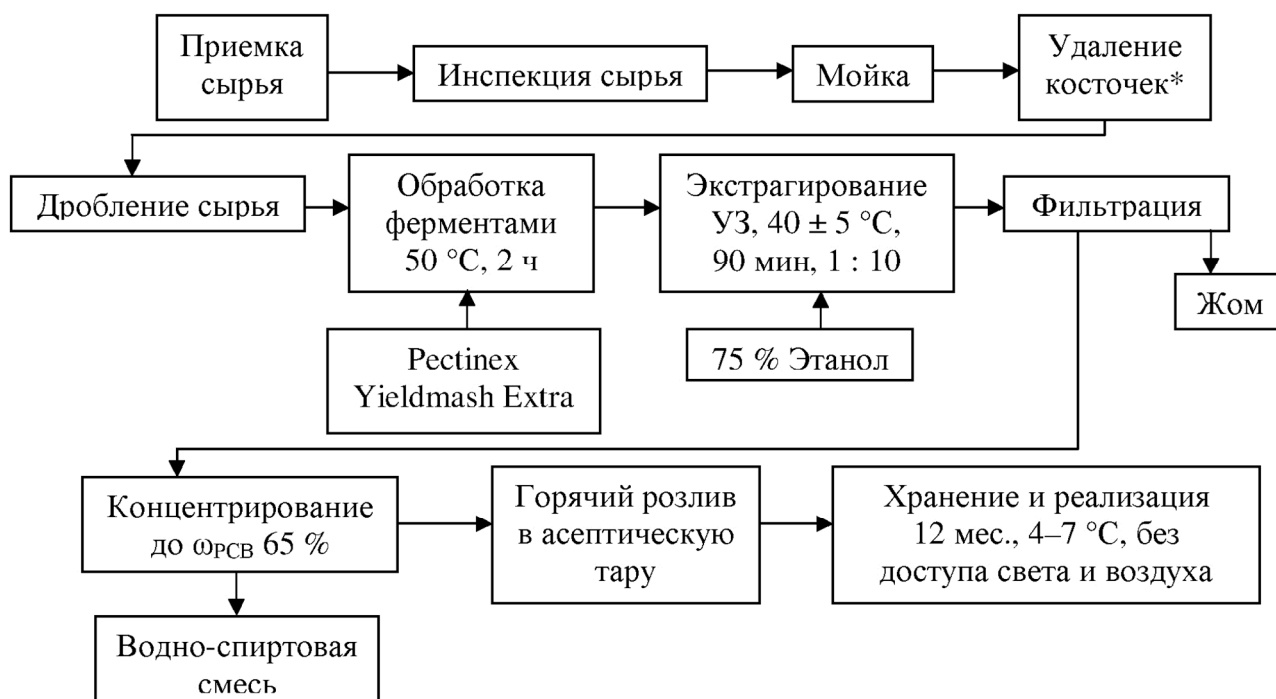 Приемка
сырья
Инспекция сырья
Мойка
Удаление
косточек*
Дробление сырья
Обработка
ферментами
50 °С, 2 ч
Экстрагирование
УЗ, 40 ± 5 °С,
90 мин, 1 : 10
Фильтрация
Жом
Pectinex
Yieldmash Extra
75 % Этанол
Концентрирование
до ωРСВ 65 %
Горячий розлив
в асептическую
тару
Хранение и реализация
12 мес., 4–7 °С, без
доступа света и воздуха
Водно-спиртовая
смесь